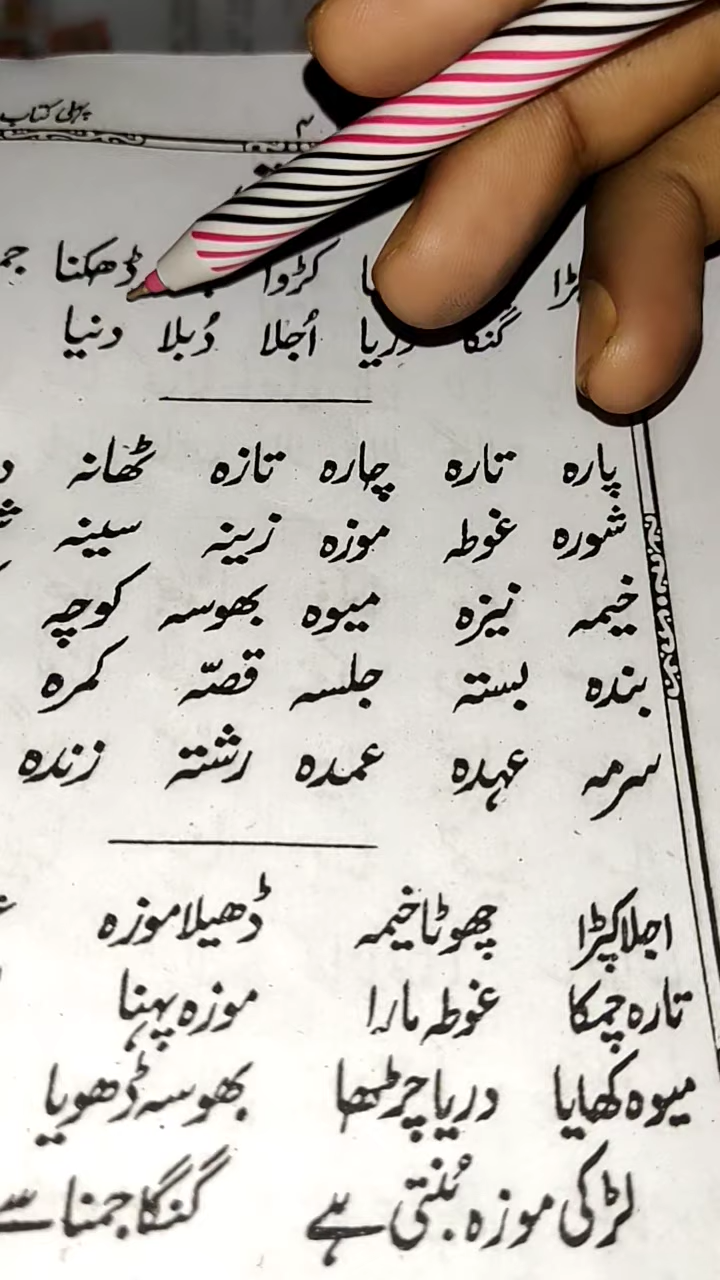 پہلی کتاب
۴
کڑوا ڈھکنا
گنگا دریا اُجلا دُبلا دنیا
پارہ تارہ چارہ تازہ ٹھانہ
شورہ غوطہ موزہ زینہ سینہ
خیمہ نیزہ میوہ بھوسہ کوچہ
بندہ بستہ جلسہ قصّہ کمرہ
سرمہ عہدہ عمدہ رشتہ زندہ
اجلا کپڑا چھوٹا خیمہ ڈھیلا موزہ
تارہ چمکا غوطہ مارا موزہ پہنا
میوہ کھایا دریا چڑھا بھوسہ ڈھویا
لڑکی موزہ بُنتی ہے گنگا جمنا سے